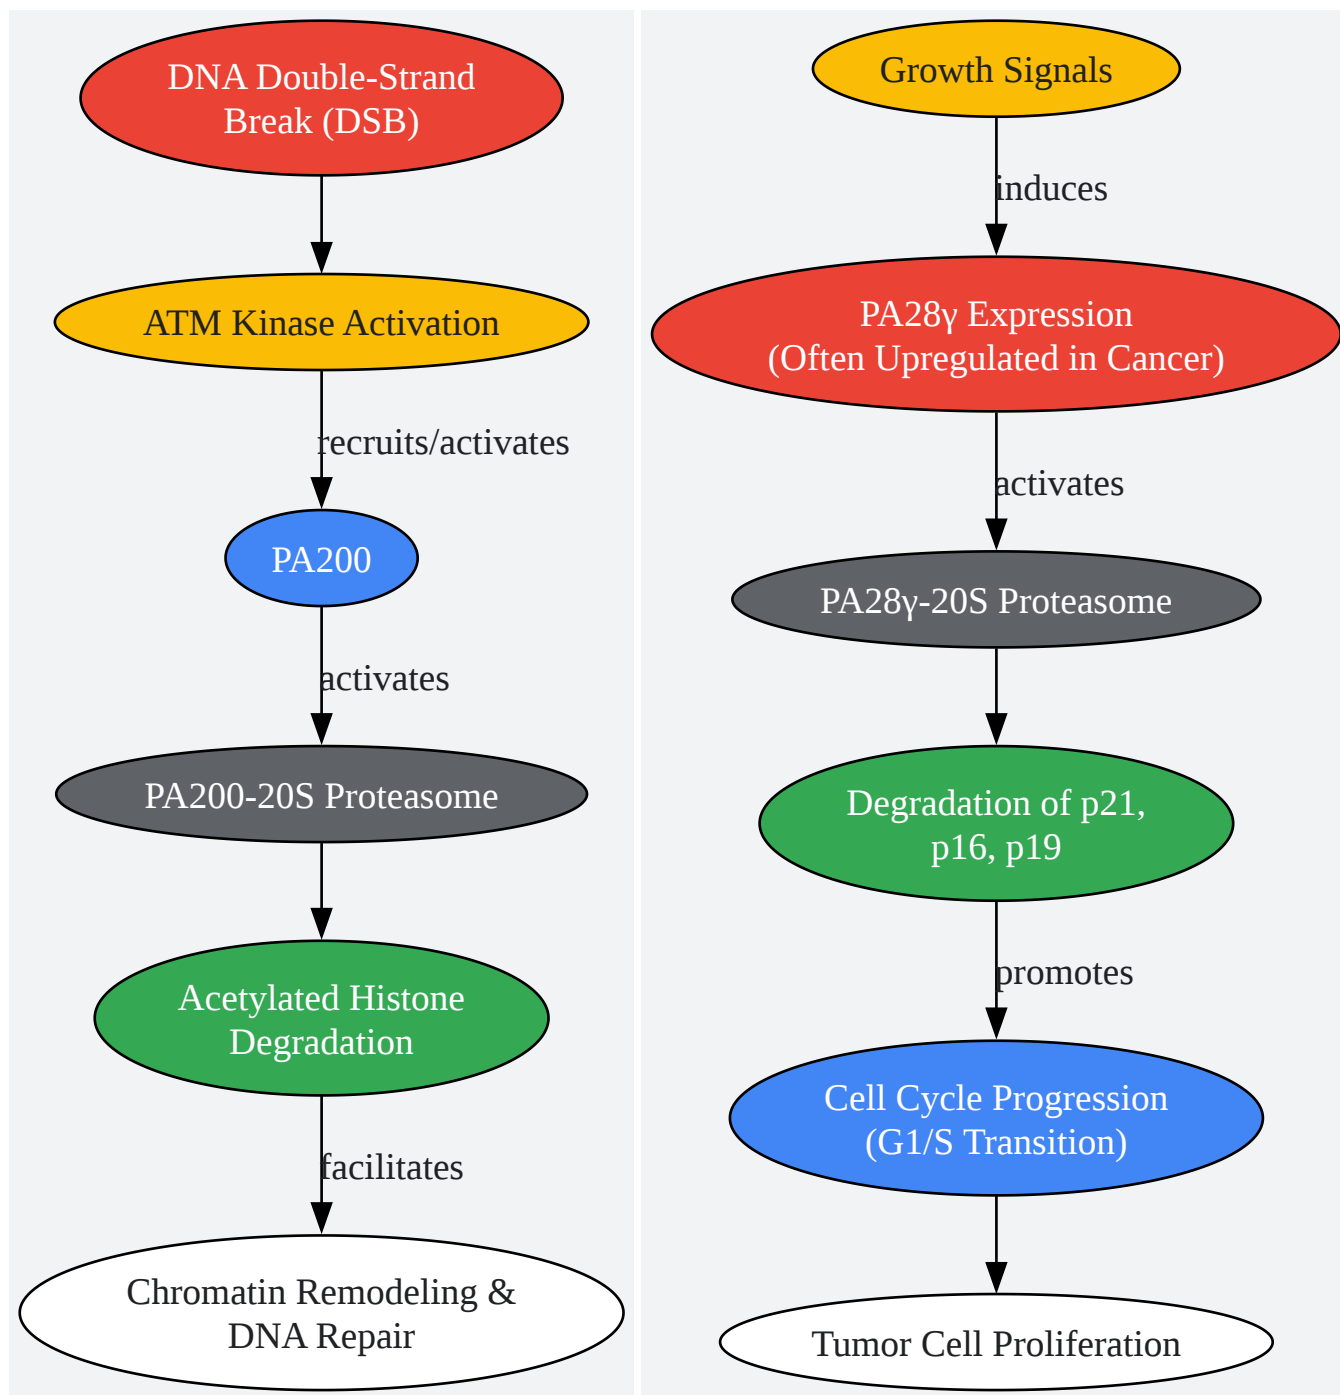 DNA Double-Strand
Break (DSB)
ATM Kinase Activation
recruits/activates
PA200
activates
PA200-20S Proteasome
Acetylated Histone
Degradation
facilitates
Chromatin Remodeling &
DNA Repair
Growth Signals
induces
PA28γ Expression
(Often Upregulated in Cancer)
activates
PA28γ-20S Proteasome
Degradation of p21,
p16, p19
promotes
Cell Cycle Progression
(G1/S Transition)
Tumor Cell Proliferation